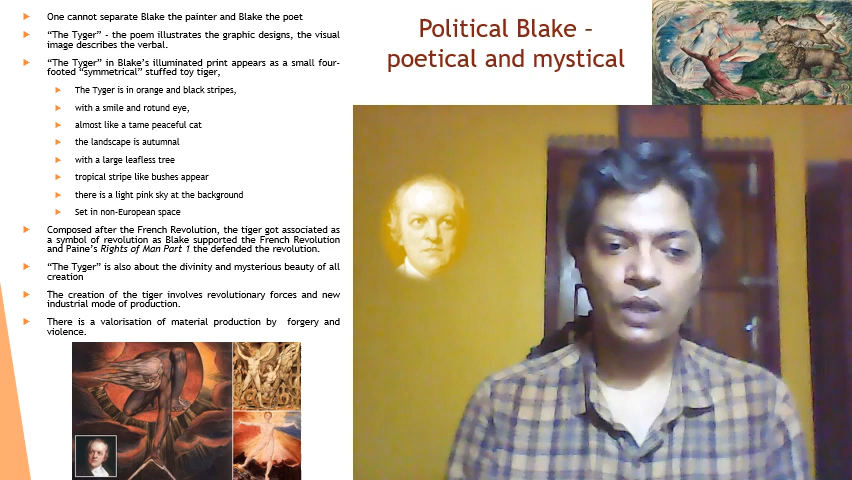 One cannot separate Blake the painter and Blake the poet
"The Tyger" – the poem illustrates the graphic designs, the visual
image describes the verbal.
"The Tyger" in Blake's illuminated print appears as a small four-
footed "symmetrical" stuffed toy tiger,
The Tyger is in orange and black stripes,
with a smile and rotund eye,
almost like a tame peaceful cat
the landscape is autumnal
with a large leafless tree
tropical stripe like bushes appear
there is a light pink sky at the background
Set in non-European space
Composed after the French Revolution, the tiger got associated as
a symbol of revolution as Blake supported the French Revolution
and Paine's Rights of Man Part 1 the defended the revolution.
"The Tyger" is also about the divinity and mysterious beauty of all
creation
The creation of the tiger involves revolutionary forces and new
industrial mode of production.
There is a valorisation of material production by forgery and
violence.
Political Blake –
poetical and mystical